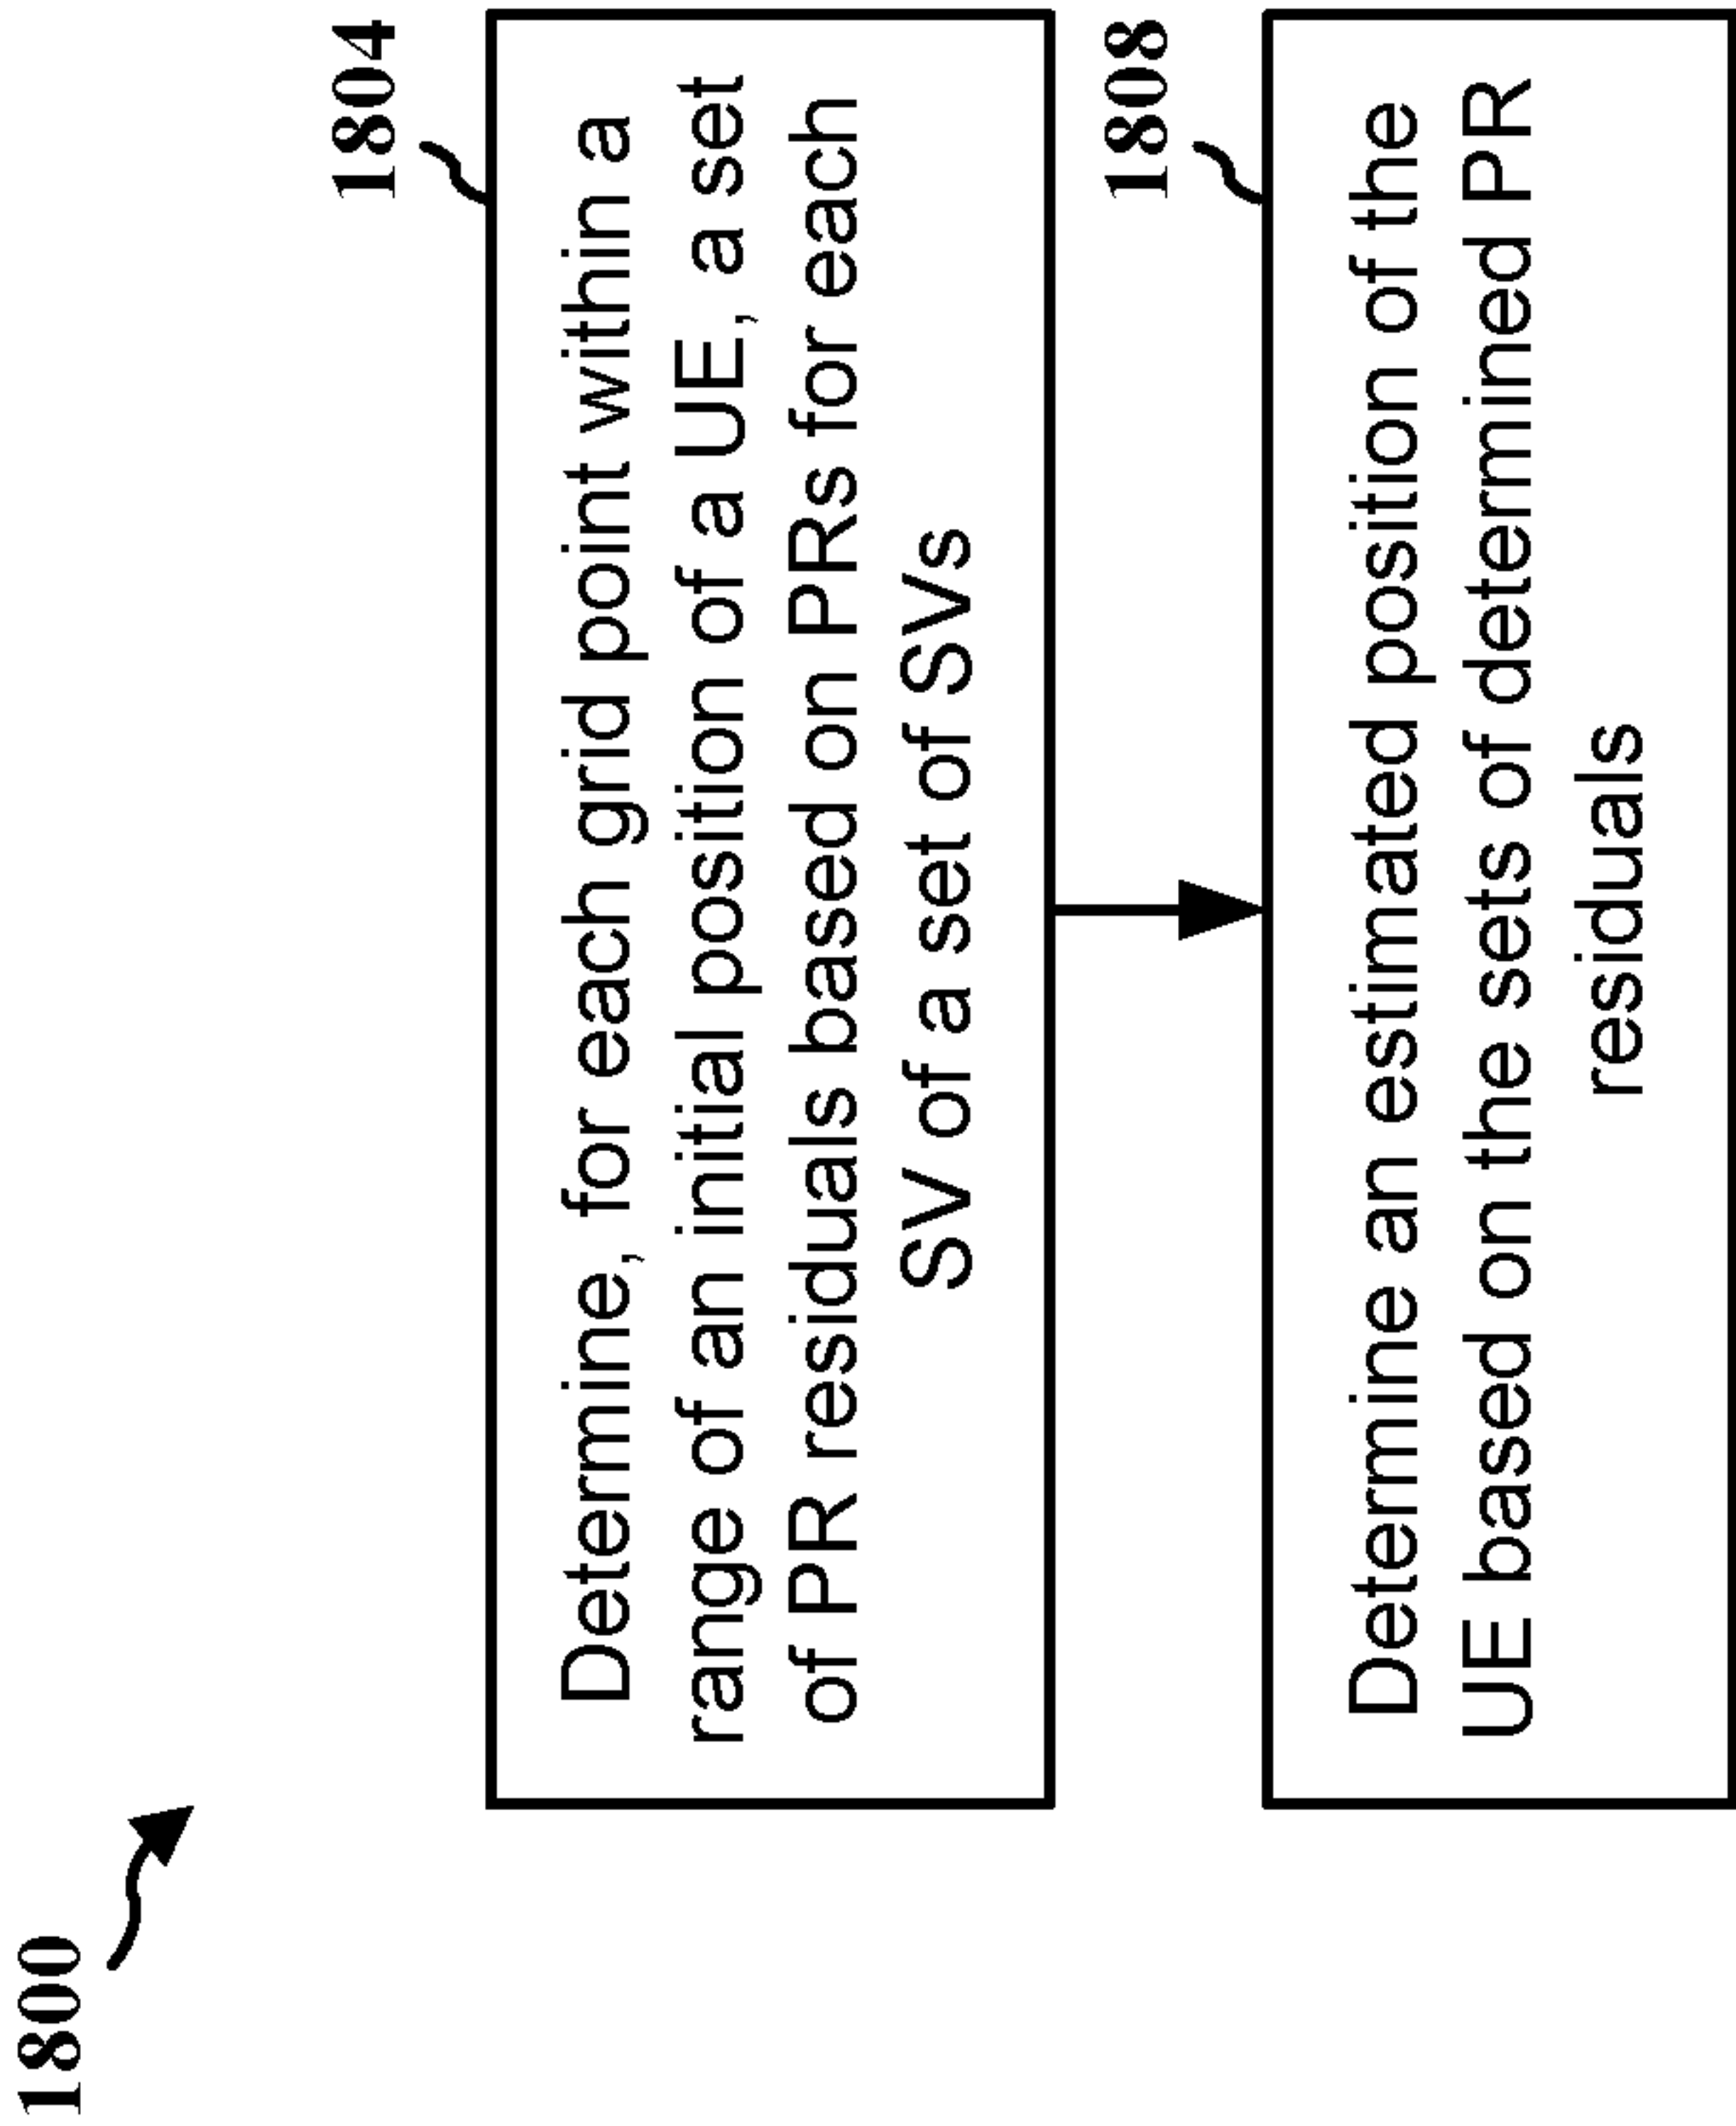 1800
1804
Determine, for each grid point within a
range of an initial position of a UE, a set
of PR residuals based on PRs for each
SV of a set of SVs
1808
Determine an estimated position of the
UE based on the sets of determined PR
residuals